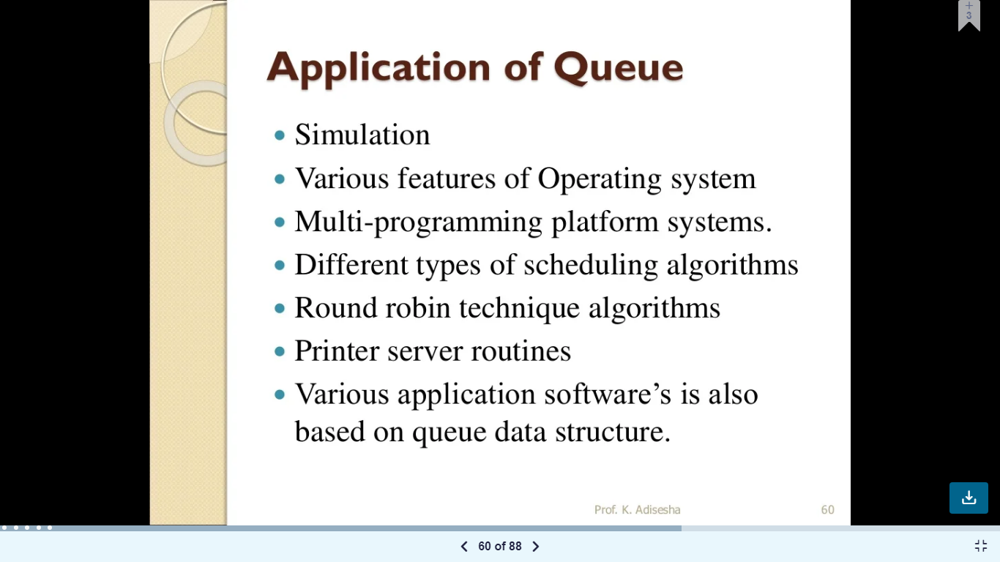 +
3
Application of Queue
• Simulation
• Various features of Operating system
• Multi-programming platform systems.
• Different types of scheduling algorithms
• Round robin technique algorithms
• Printer server routines
• Various application software’s is also
based on queue data structure.
Prof. K. Adisesha
60
60 of 88